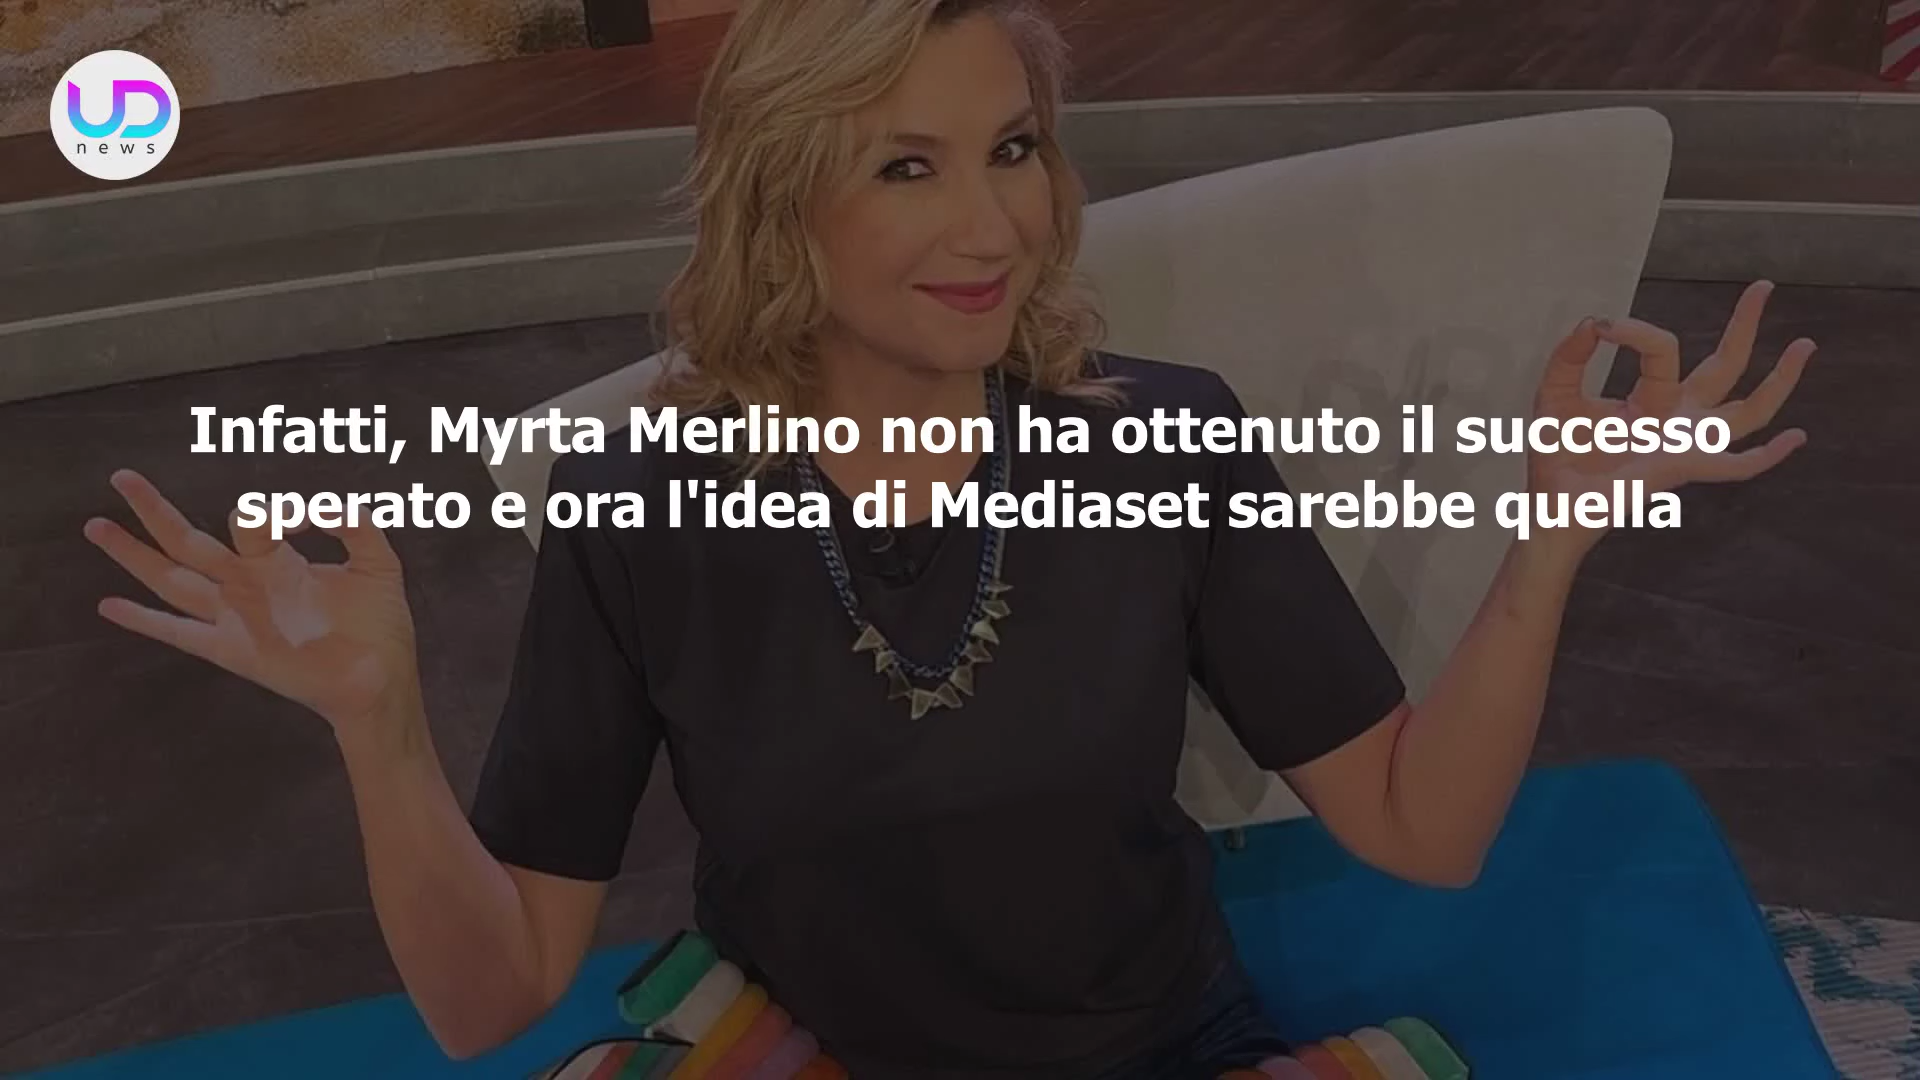 UD
news
Infatti, Myrta Merlino non ha ottenuto il successo
sperato e ora l'idea di Mediaset sarebbe quella